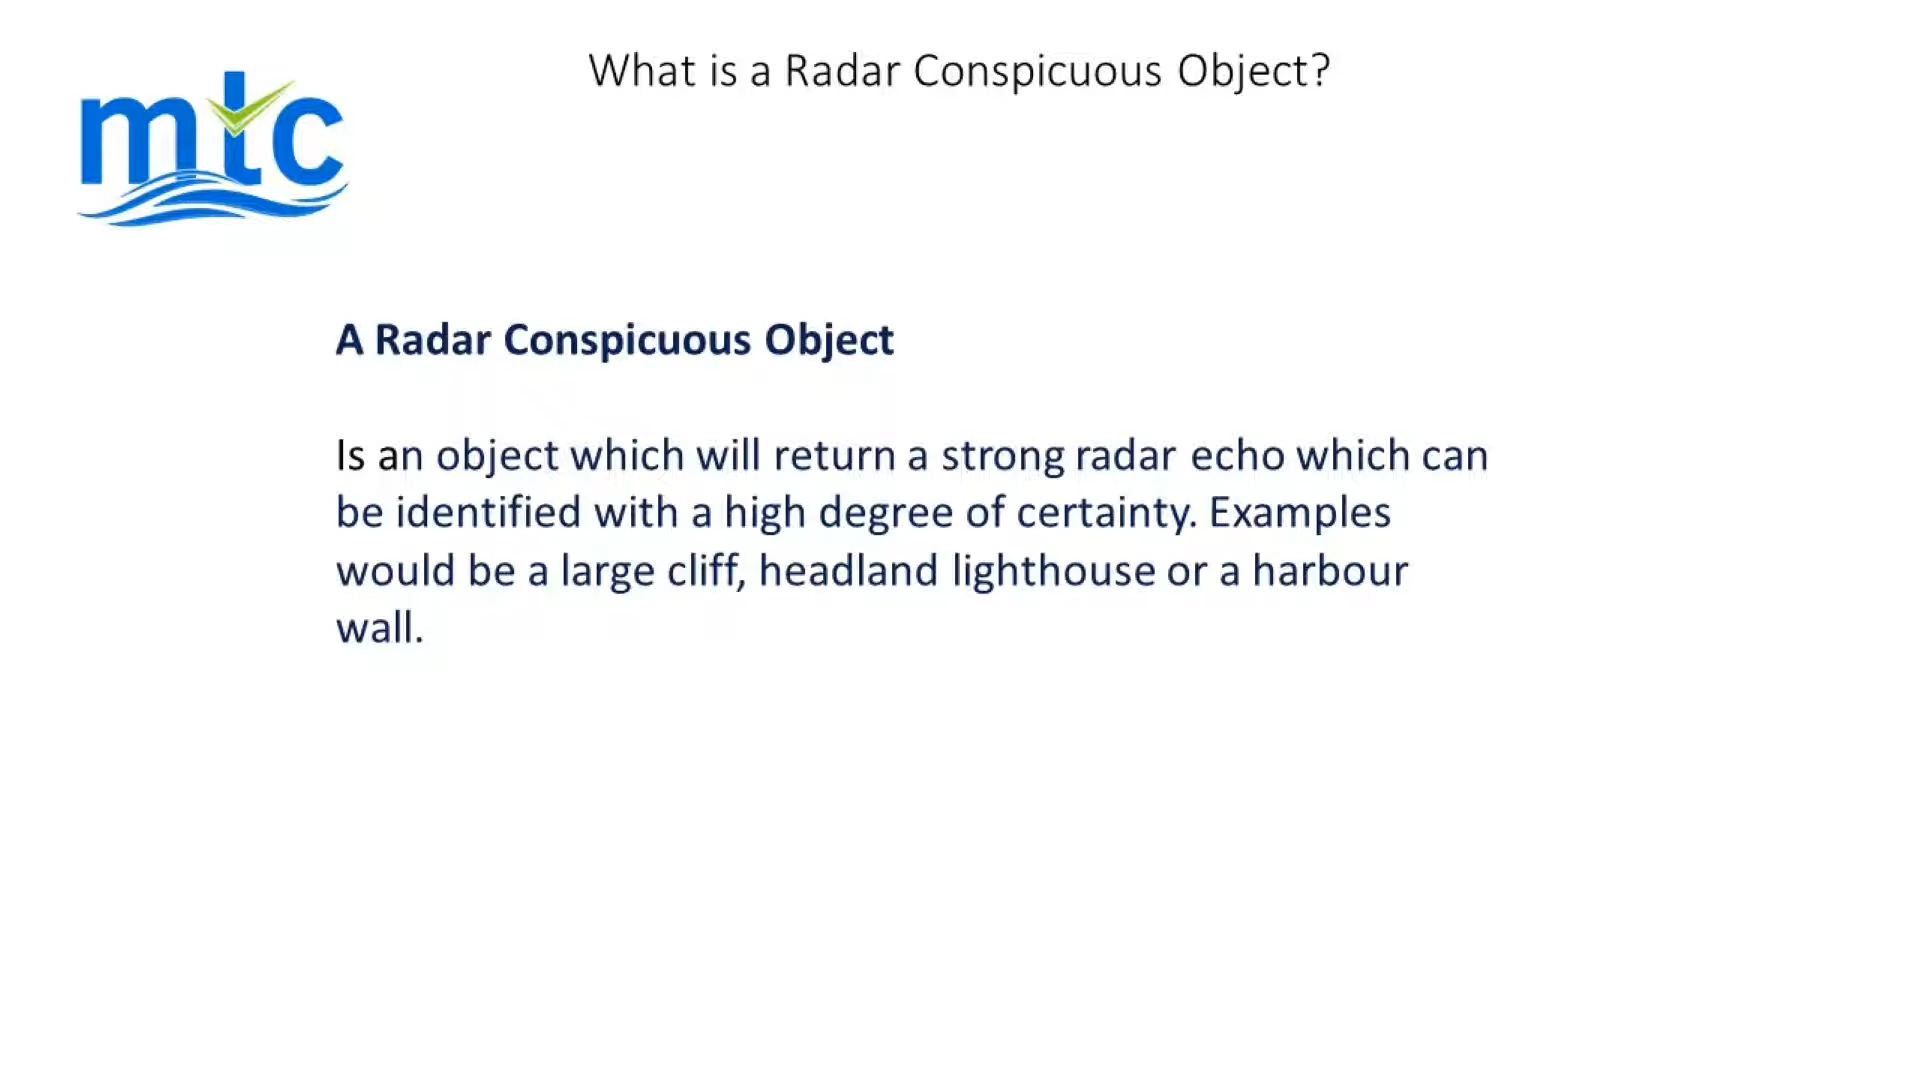 What is a Radar Conspicuous Object?
mtc
A Radar Conspicuous Object
Is an object which will return a strong radar echo which can
be identified with a high degree of certainty. Examples
would be a large cliff, headland lighthouse or a harbour
wall.